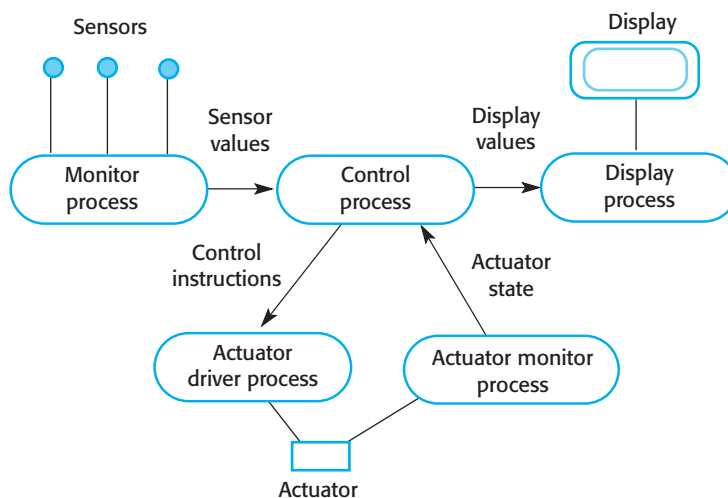 Sensors
Display
Sensor
values
Display
values
Monitor
process
Control
process
Display
process
Control
instructions
Actuator
state
Actuator
driver process
Actuator monitor
process
Actuator